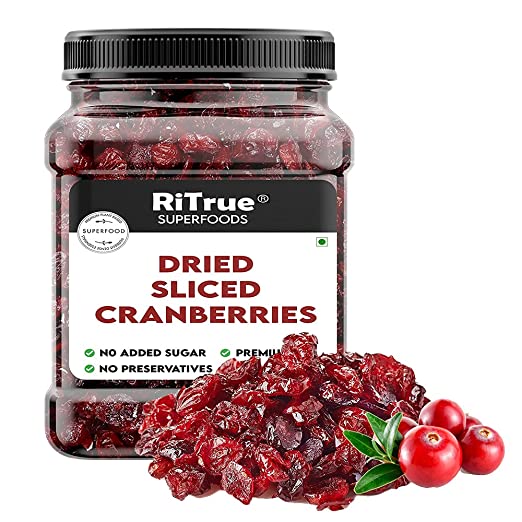 RiTrue®
SUPERFOODS
SUPERFOOD
DRIED
SLICED
CRANBERRIES
NO ADDED SUGAR
NO PRESERVATIVES